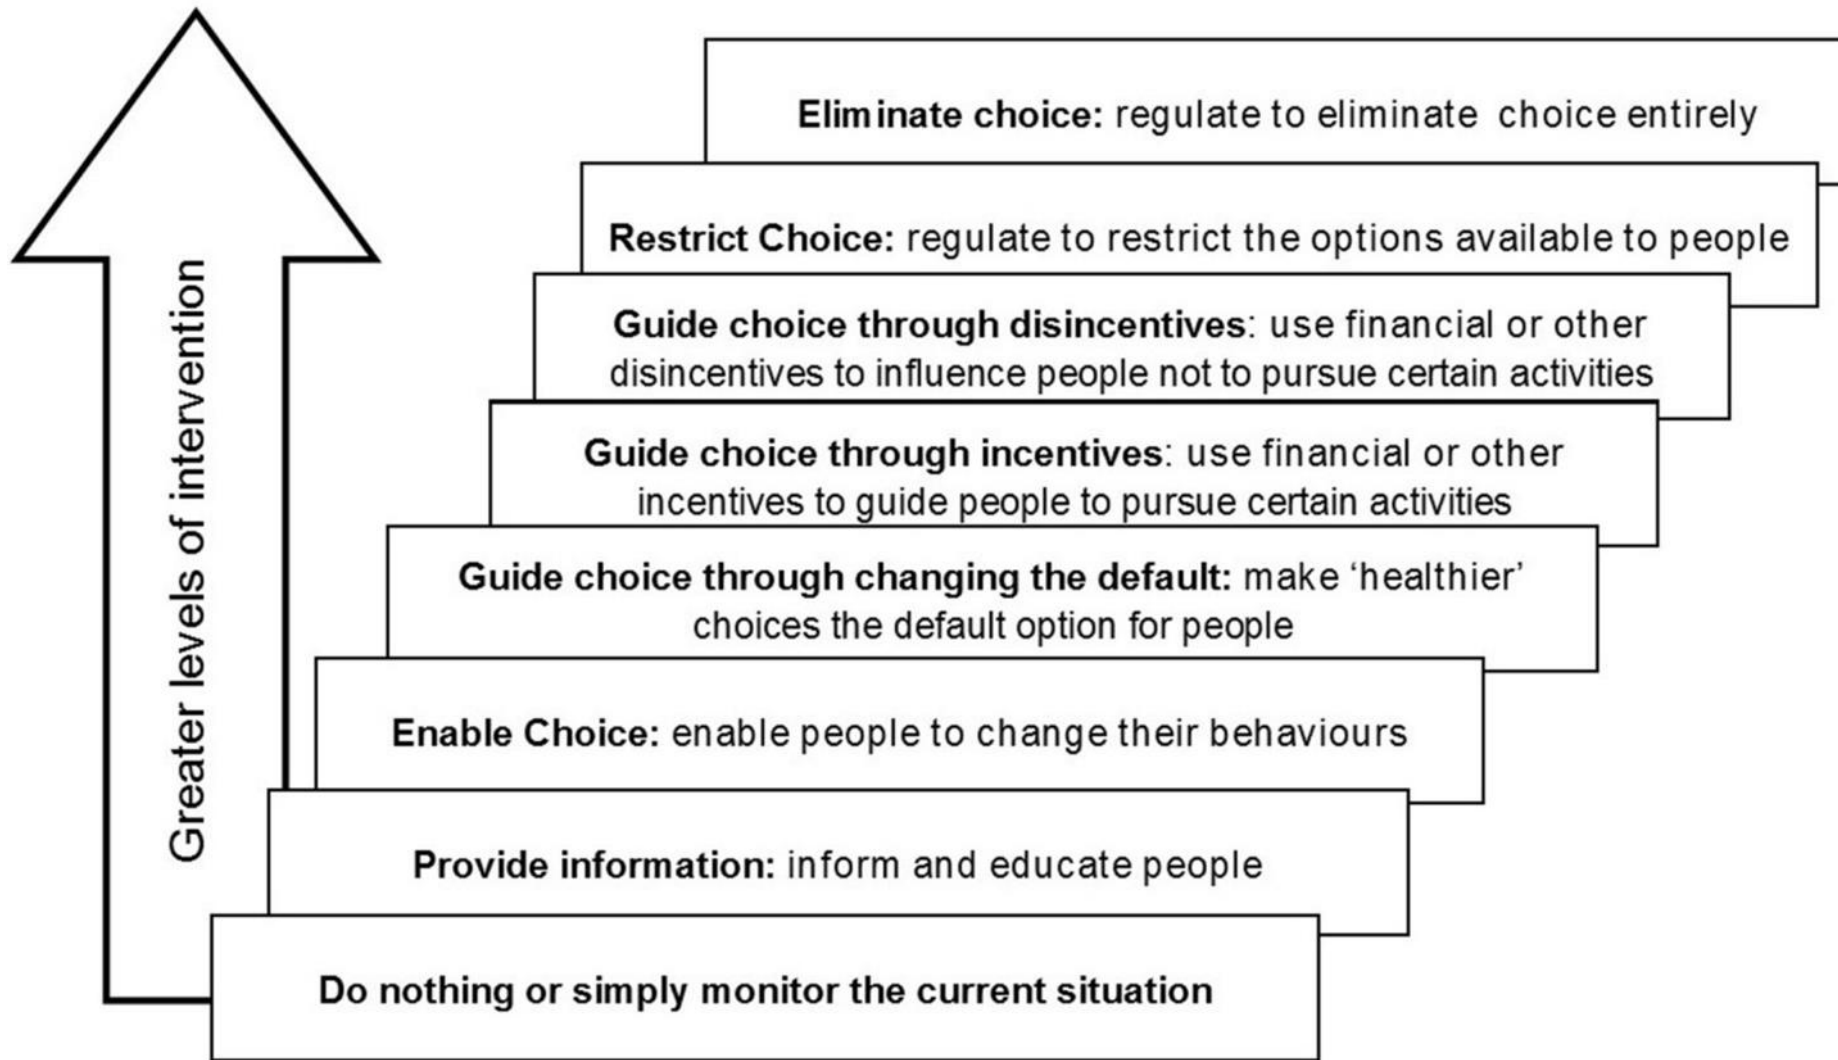 Eliminate choice: regulate to eliminate choice entirely
Restrict Choice: regulate to restrict the options available to people
Guide choice through disincentives: use financial or other
disincentives to influence people not to pursue certain activities
Guide choice through incentives: use financial or other
incentives to guide people to pursue certain activities
Guide choice through changing the default: make ‘healthier’
choices the default option for people
Enable Choice: enable people to change their behaviours
Provide information: inform and educate people
Do nothing or simply monitor the current situation
Greater levels of intervention